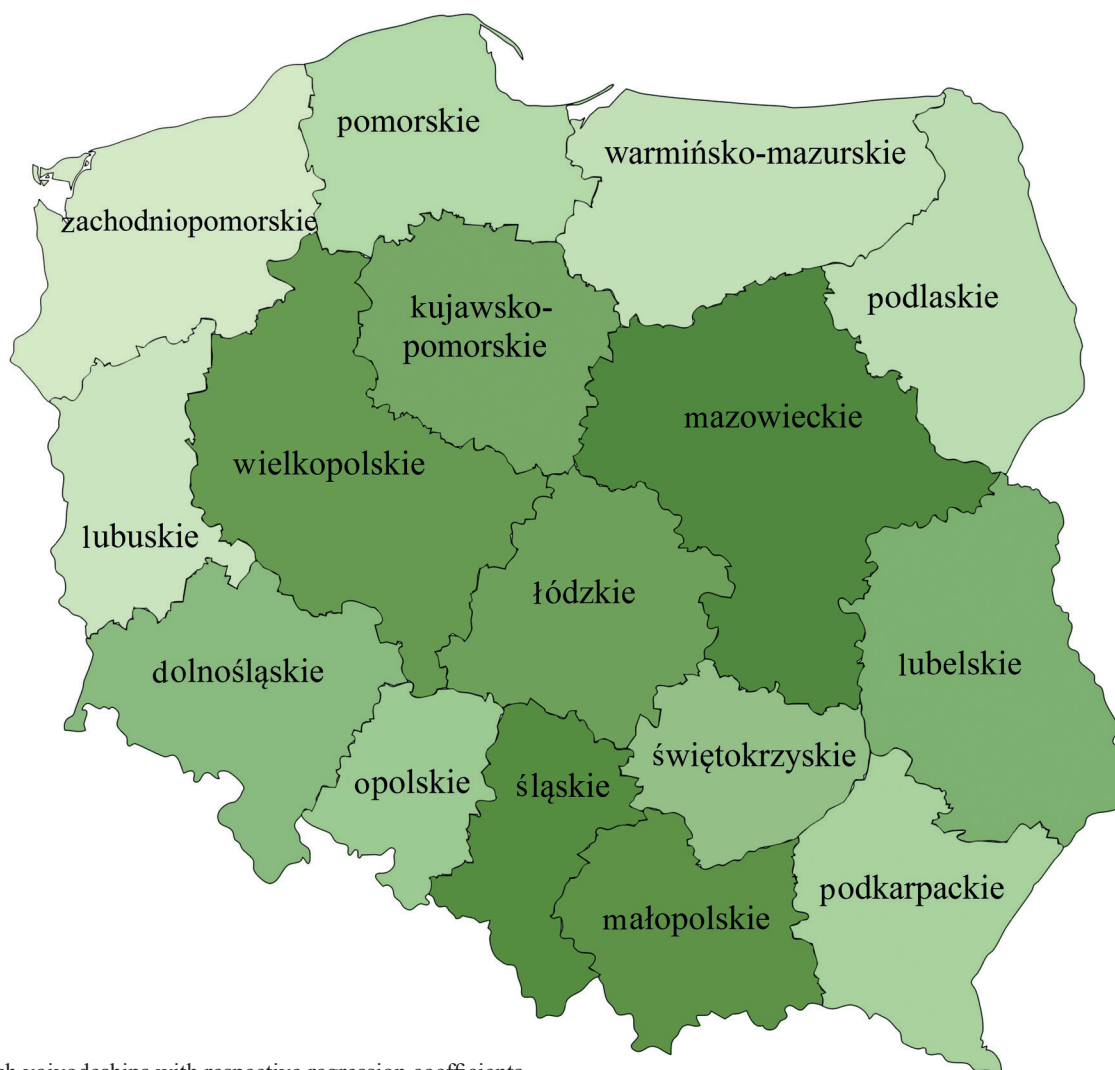 pomorskie
warmińsko-mazurskie
zachodniopomorskie
podlaskie
kujawsko-
pomorskie
mazowieckie
wielkopolskie
lubuskie
łódzkie
dolnośląskie
lubelskie
świętokrzyskie
opolskie
śląskie
podkarpackie
małopolskie
voivodeships with respective regression coefficients